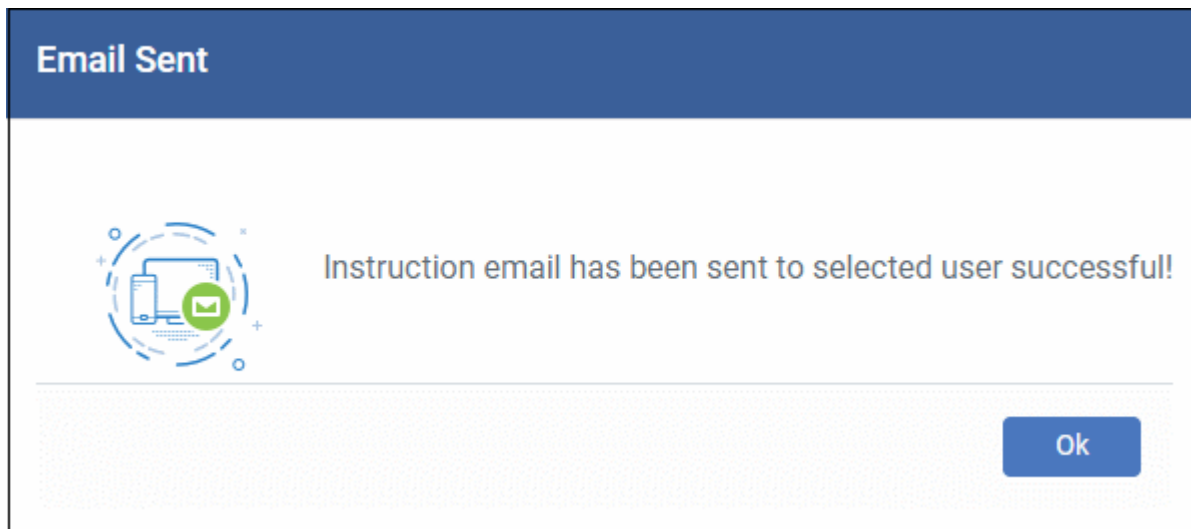 Email Sent
Instruction email has been sent to selected user successful!
Ok